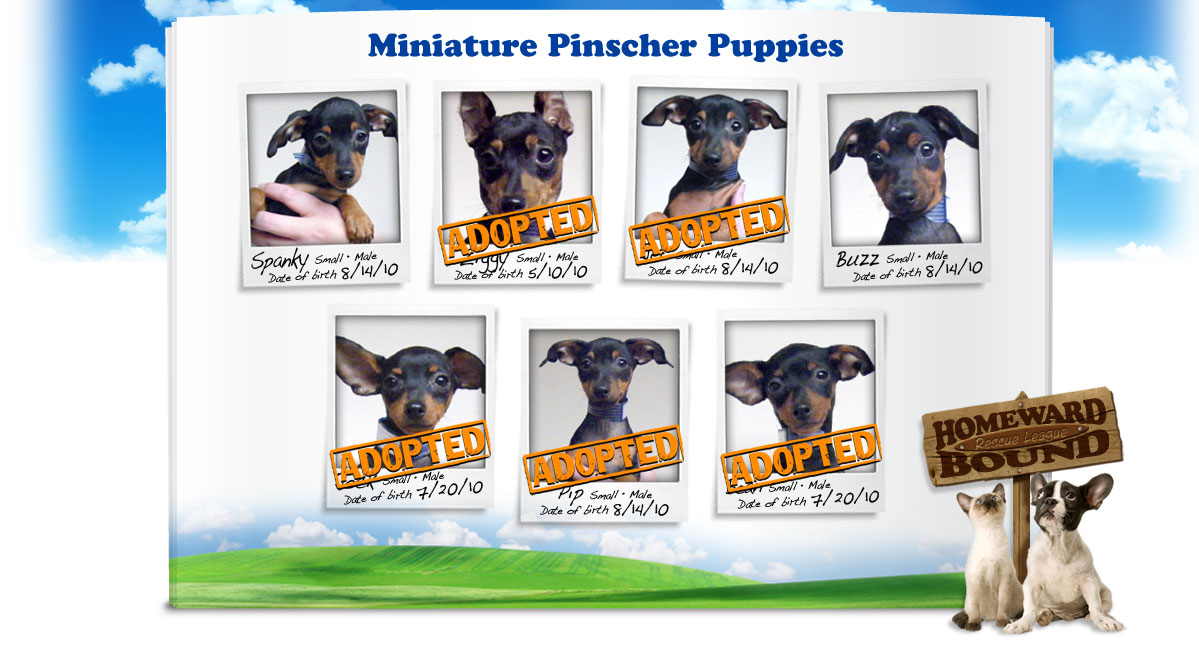 Miniature Pinscher Puppies
Spanky Small • Male
Date of birth 8/14/10
ADOPTED
Ziggy Small • Male
Date of birth 5/10/10
ADOPTED
Small • Male
Date of birth 8/14/10
Buzz Small • Male
Date of birth 8/14/10
ADOPTED
Small • Male
Date of birth 7/20/10
ADOPTED
Pip Small • Male
Date of birth 8/14/10
ADOPTED
Small • Male
Date of birth 7/20/10
HOMEWARD
Rescue League
BOUND